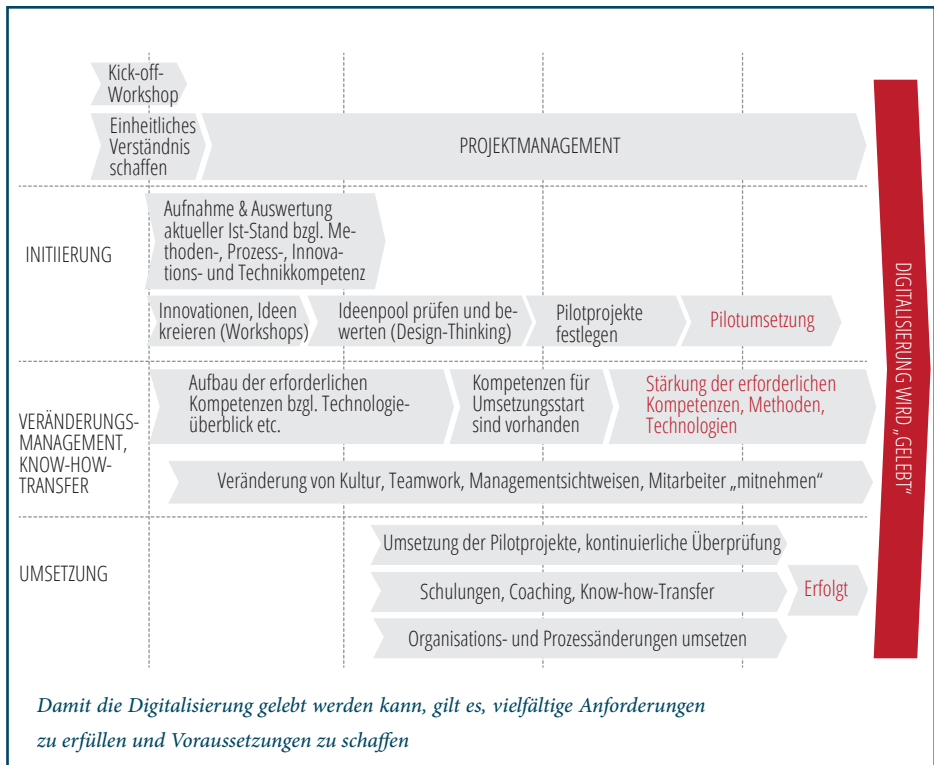 Kick-off-
Workshop
Einheitliches
Verständnis
schaffen
PROJEKTMANAGEMENT
INITIIERUNG
Aufnahme & Auswertung
aktueller Ist-Stand bzgl. Me-
thoden-, Prozess-, Innova-
tions- und Technikkompetenz
Innovationen, Ideen
kreieren (Workshops)
Ideenpool prüfen und be-
werten (Design-Thinking)
Pilotprojekte
festlegen
Pilotumsetzung
VERÄNDERUNGS-
MANAGEMENT,
KNOW-HOW-
TRANSFER
Aufbau der erforderlichen
Kompetenzen bzgl. Technologie-
überblick etc.
Kompetenzen für
Umsetzungsstart
sind vorhanden
Stärkung der erforderlichen
Kompetenzen, Methoden,
Technologien
Veränderung von Kultur, Teamwork, Managementsichtweisen, Mitarbeiter „mitnehmen“
UMSETZUNG
Umsetzung der Pilotprojekte, kontinuierliche Überprüfung
Schulungen, Coaching, Know-how-Transfer
Organisations- und Prozessänderungen umsetzen
Erfolgt
DIGITALISIERUNG WIRD „GELEBT“
Damit die Digitalisierung gelebt werden kann, gilt es, vielfältige Anforderungen
zu erfüllen und Voraussetzungen zu schaffen